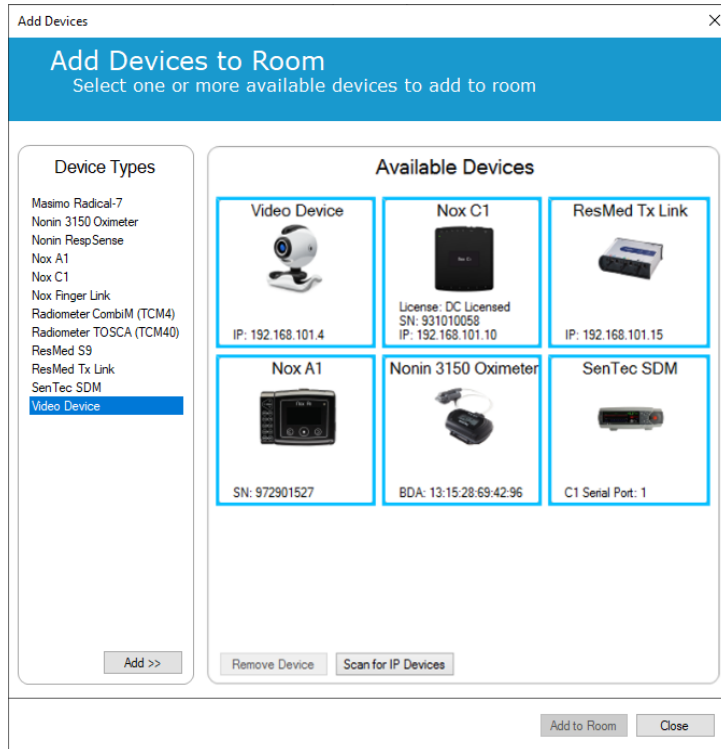 Add Devices
Add Devices to Room
Select one or more available devices to add to room
Device Types
Masimo Radical-7
Nonin 3150 Oximeter
Nonin RespSense
Nox A1
Nox C1
Nox Finger Link
Radiometer CombiM (TCM4)
Radiometer TOSCA (TCM40)
ResMed S9
ResMed Tx Link
SenTec SDM
Video Device
Add >>
Available Devices
Video Device
IP: 192.168.101.4
Nox C1
License: DC Licensed
SN: 931010058
IP: 192.168.101.10
ResMed Tx Link
IP: 192.168.101.15
Nox A1
SN: 972901527
Nonin 3150 Oximeter
BDA: 13:15:28:69:42:96
SenTec SDM
C1 Serial Port: 1
Remove Device
Scan for IP Devices
Add to Room
Close